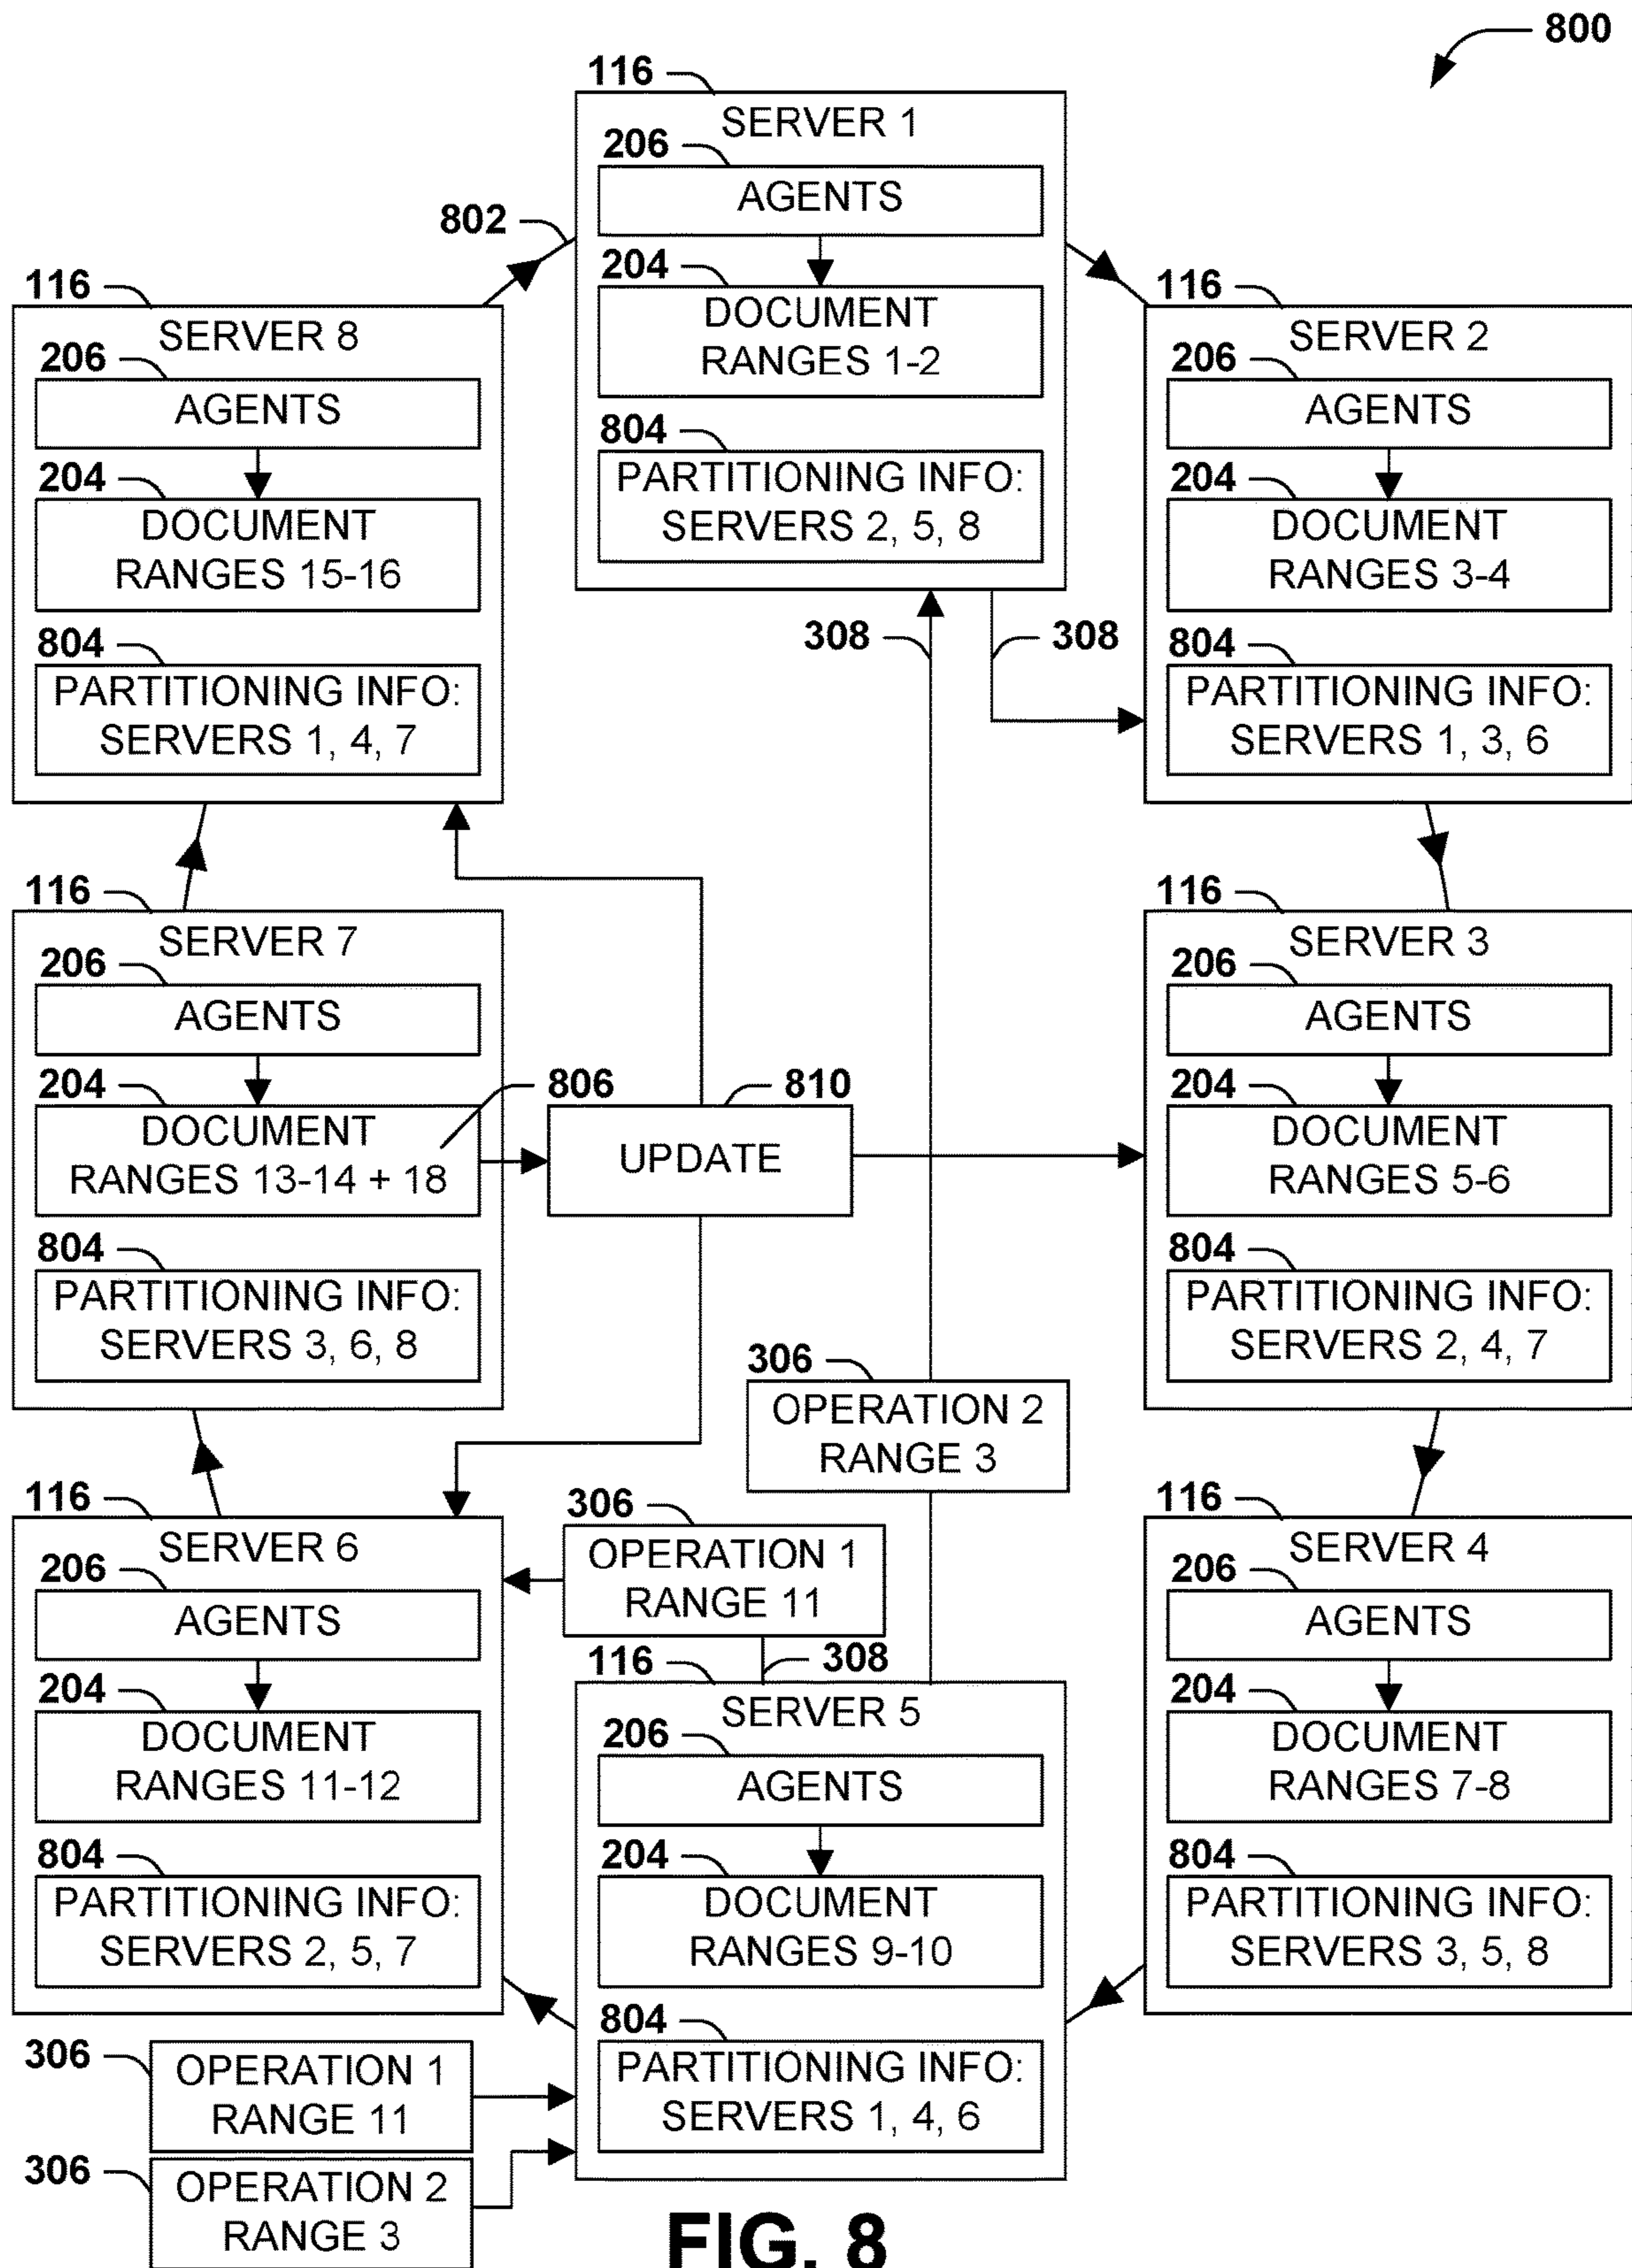 800
116
SERVER 1
206
AGENTS
802
204
DOCUMENT
RANGES 1-2
804
PARTITIONING INFO:
SERVERS 2, 5, 8
116
SERVER 8
206
AGENTS
204
DOCUMENT
RANGES 15-16
804
PARTITIONING INFO:
SERVERS 1, 4, 7
116
SERVER 2
206
AGENTS
204
DOCUMENT
RANGES 3-4
804
PARTITIONING INFO:
SERVERS 1, 3, 6
308
308
116
SERVER 7
206
AGENTS
204
DOCUMENT
RANGES 13-14 + 18
806
804
PARTITIONING INFO:
SERVERS 3, 6, 8
810
UPDATE
116
SERVER 3
206
AGENTS
204
DOCUMENT
RANGES 5-6
804
PARTITIONING INFO:
SERVERS 2, 4, 7
306
OPERATION 2
RANGE 3
306
OPERATION 1
RANGE 11
308
116
SERVER 6
206
AGENTS
204
DOCUMENT
RANGES 11-12
804
PARTITIONING INFO:
SERVERS 2, 5, 7
116
SERVER 5
206
AGENTS
204
DOCUMENT
RANGES 9-10
804
PARTITIONING INFO:
SERVERS 1, 4, 6
116
SERVER 4
206
AGENTS
204
DOCUMENT
RANGES 7-8
804
PARTITIONING INFO:
SERVERS 3, 5, 8
306
OPERATION 1
RANGE 11
306
OPERATION 2
RANGE 3
FIG. 8